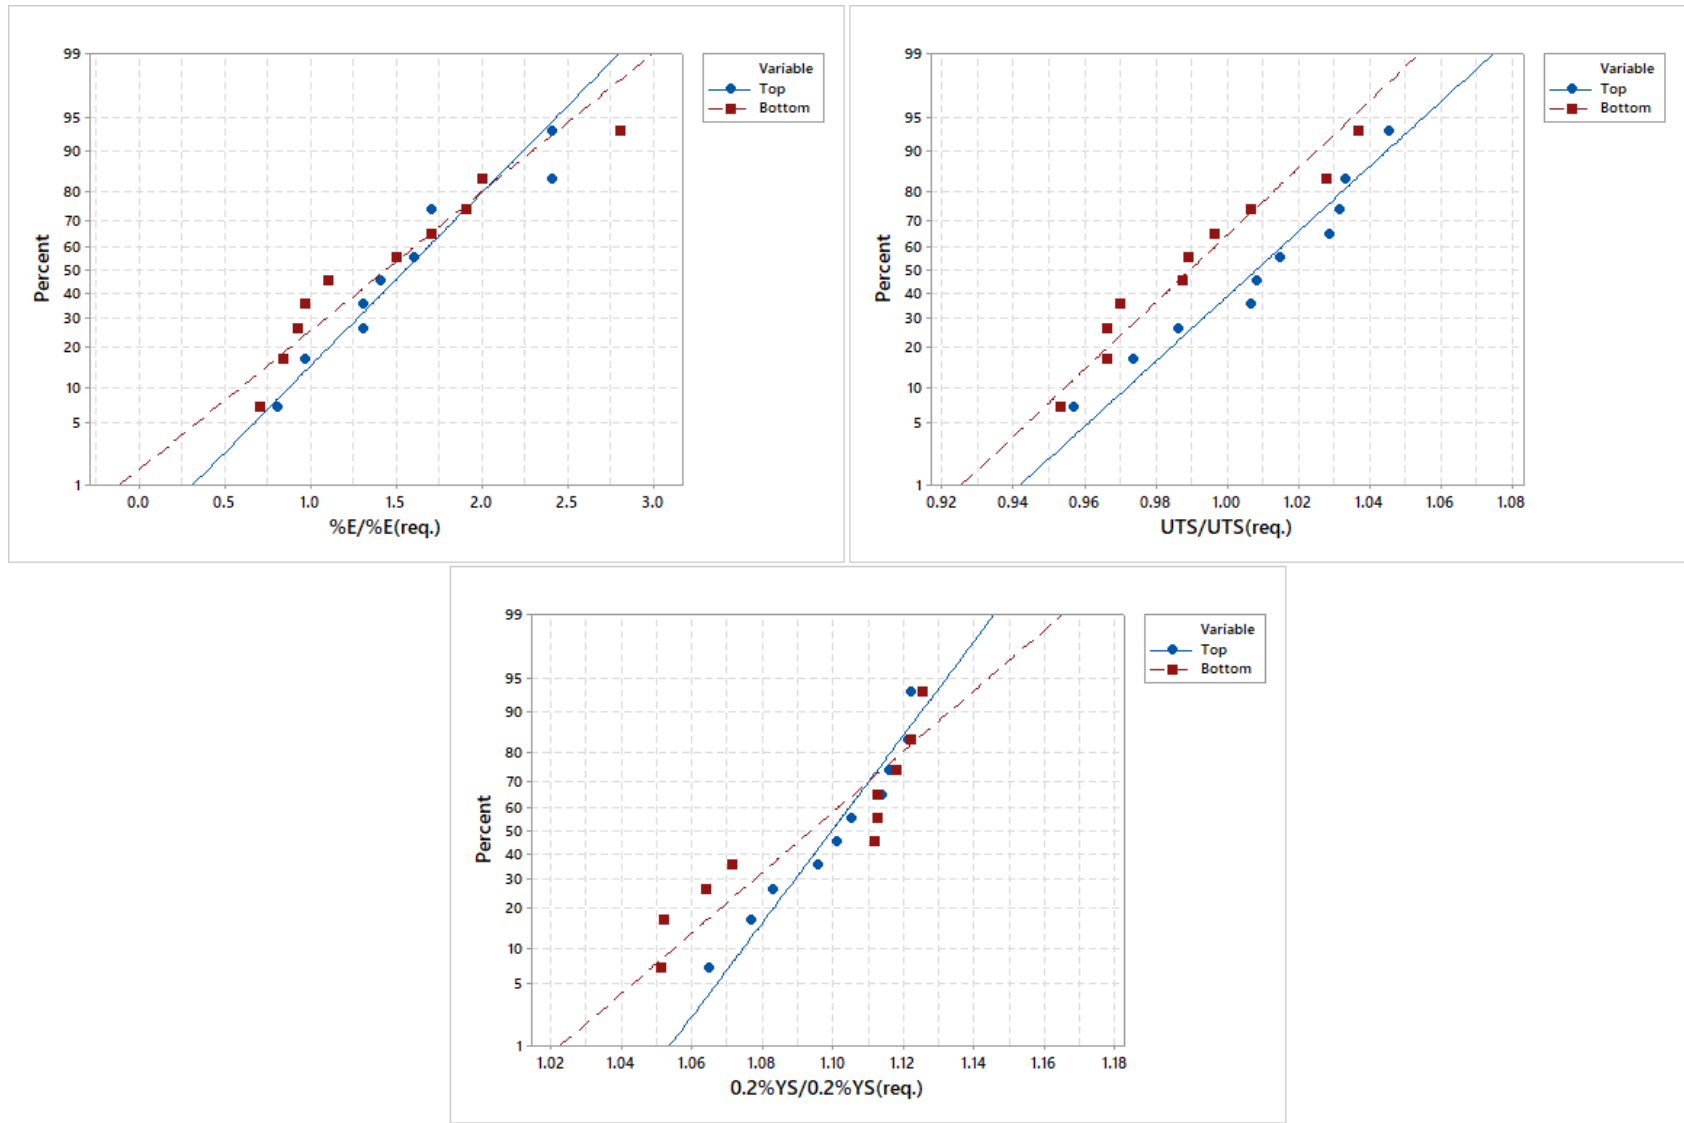 99
95
90
80
70
60
50
40
30
20
10
5
1
Percent
0.0 0.5 1.0 1.5 2.0 2.5 3.0
%E/%E(req.)
Variable
Top
Bottom
99
95
90
80
70
60
50
40
30
20
10
5
1
Percent
0.92 0.94 0.96 0.98 1.00 1.02 1.04 1.06 1.08
UTS/UTS(req.)
Variable
Top
Bottom
99
95
90
80
70
60
50
40
30
20
10
5
1
Percent
1.02 1.04 1.06 1.08 1.10 1.12 1.14 1.16 1.18
0.2%YS/0.2%YS(req.)
Variable
Top
Bottom